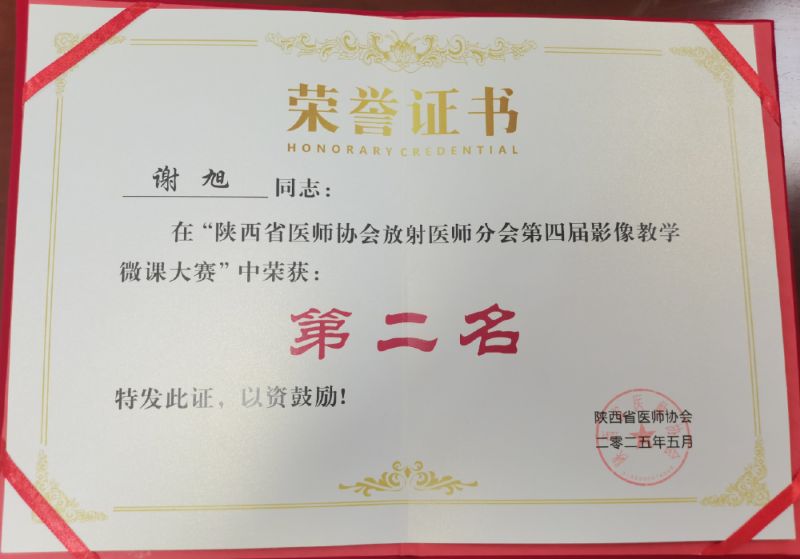 荣誉证书
HONORARY CREDENTIAL
谢旭 同志：
在“陕西省医师协会放射医师分会第四届影像教学
微课大赛”中荣获：
第二名
特发此证，以资鼓励！
陕西省医师协会
二零二五年五月